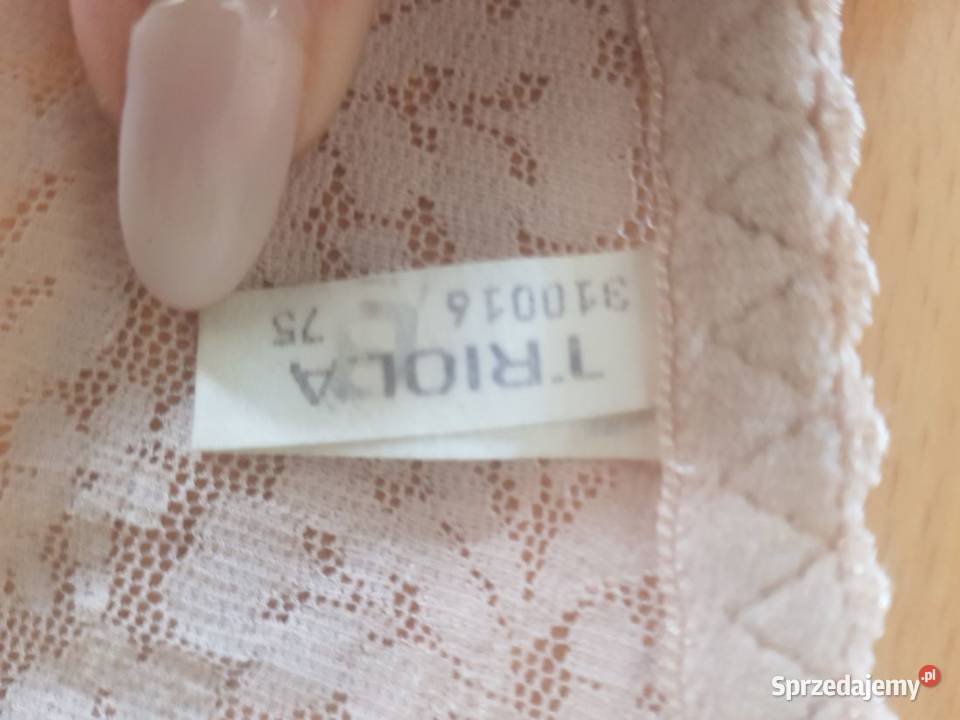 TRIOLA
310016 75
Sprzedajemy.pl